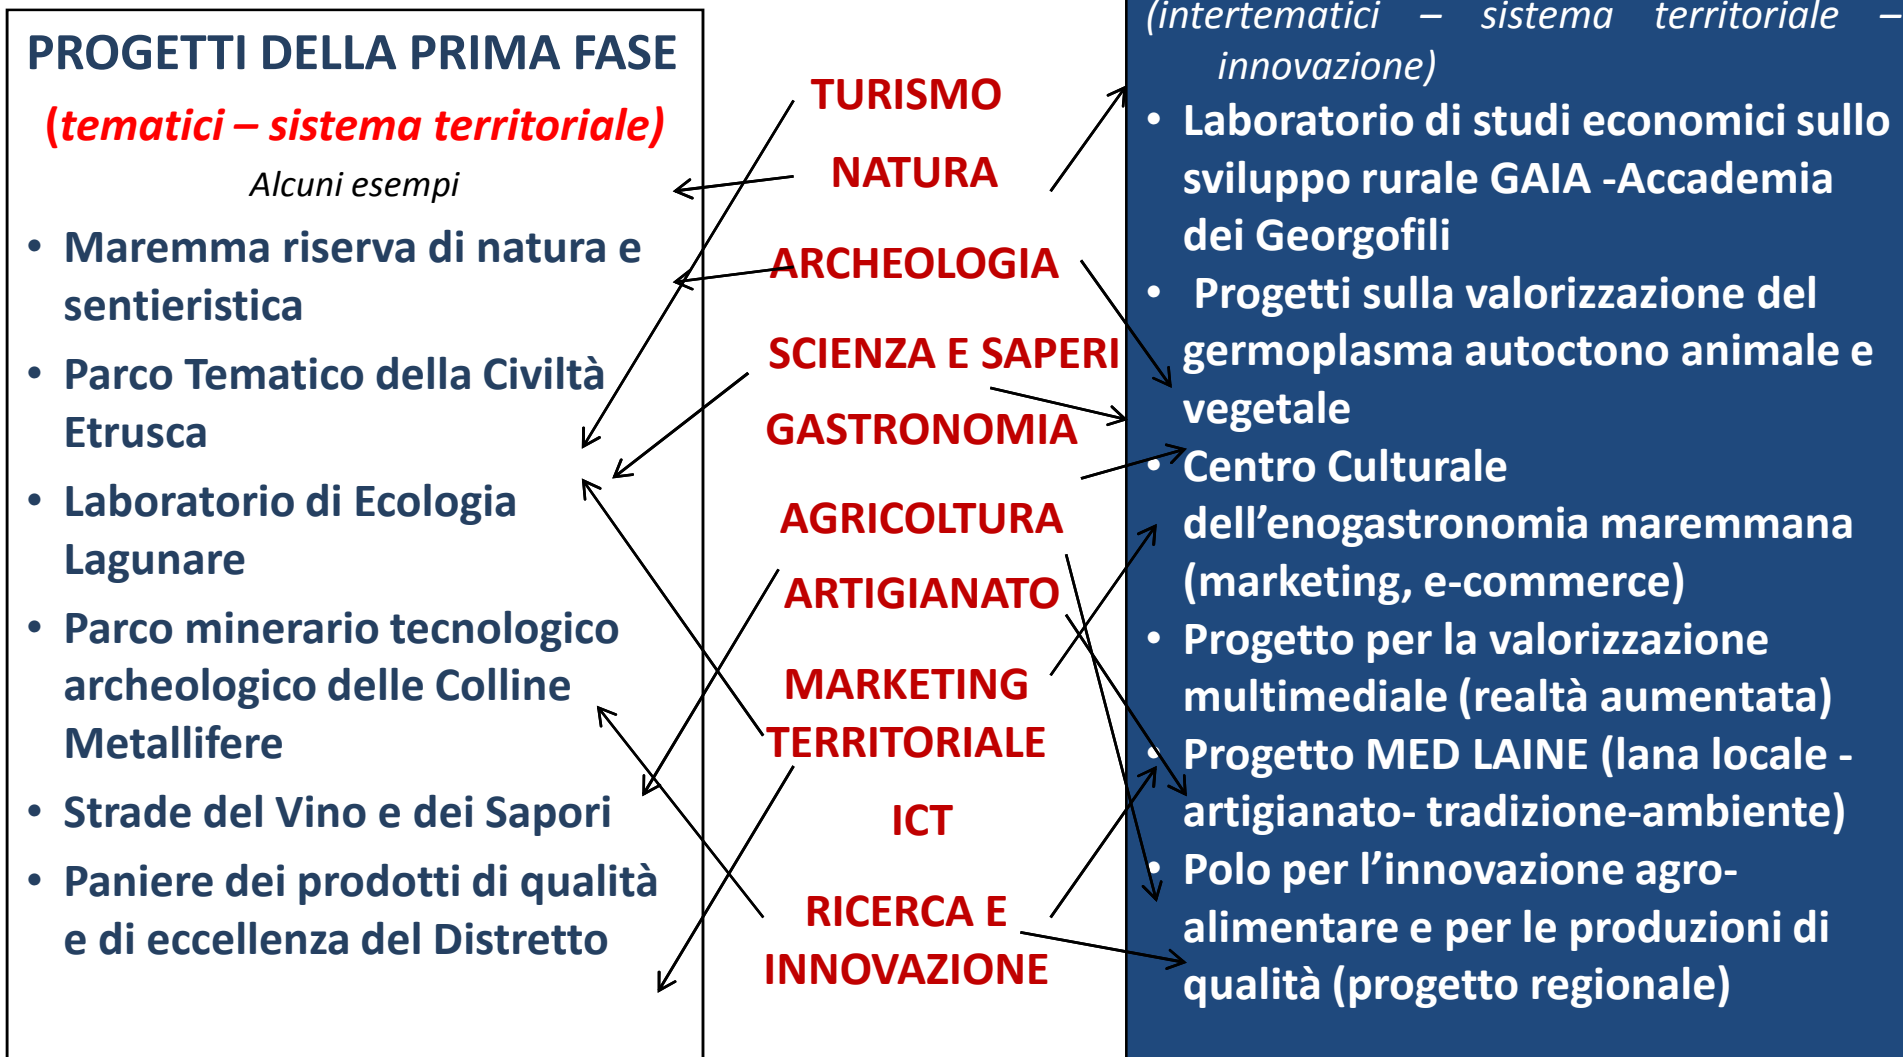 PROGETTI DELLA PRIMA FASE
(tematici – sistema territoriale)
Alcuni esempi
• Maremma riserva di natura e
sentieristica
• Parco Tematico della Civiltà
Etrusca
• Laboratorio di Ecologia
Lagunare
• Parco minerario tecnologico
archeologico delle Colline
Metallifere
• Strade del Vino e dei Sapori
• Paniere dei prodotti di qualità
e di eccellenza del Distretto
TURISMO
NATURA
ARCHEOLOGIA
SCIENZA E SAPERI
GASTRONOMIA
AGRICOLTURA
ARTIGIANATO
MARKETING
TERRITORIALE
ICT
RICERCA E
INNOVAZIONE
(intertematici – sistema territoriale –
innovazione)
• Laboratorio di studi economici sullo
sviluppo rurale GAIA -Accademia
dei Georgofili
• Progetti sulla valorizzazione del
germoplasma autoctono animale e
vegetale
• Centro Culturale
dell’enogastronomia maremmana
(marketing, e-commerce)
• Progetto per la valorizzazione
multimediale (realtà aumentata)
• Progetto MED LAINE (lana locale -
artigianato- tradizione-ambiente)
• Polo per l’innovazione agro-
alimentare e per le produzioni di
qualità (progetto regionale)